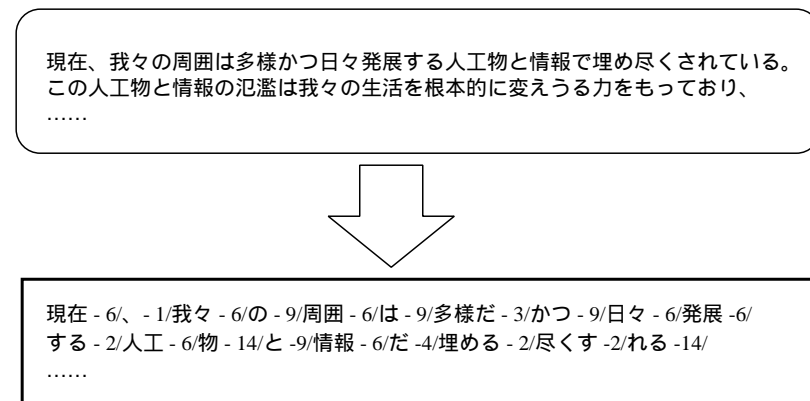 現在、我々の周囲は多様かつ日々発展する人工物と情報で埋め尽くされている。
この人工物と情報の氾濫は我々の生活を根本的に変えうる力をもっており、
……
現在 - 6/、 - 1/我々 - 6/の - 9/周囲 - 6/は - 9/多様だ - 3/かつ - 9/日々 - 6/発展 -6/
する - 2/人工 - 6/物 - 14/と -9/情報 - 6/だ -4/埋める - 2/尽くす -2/れる -14/
……